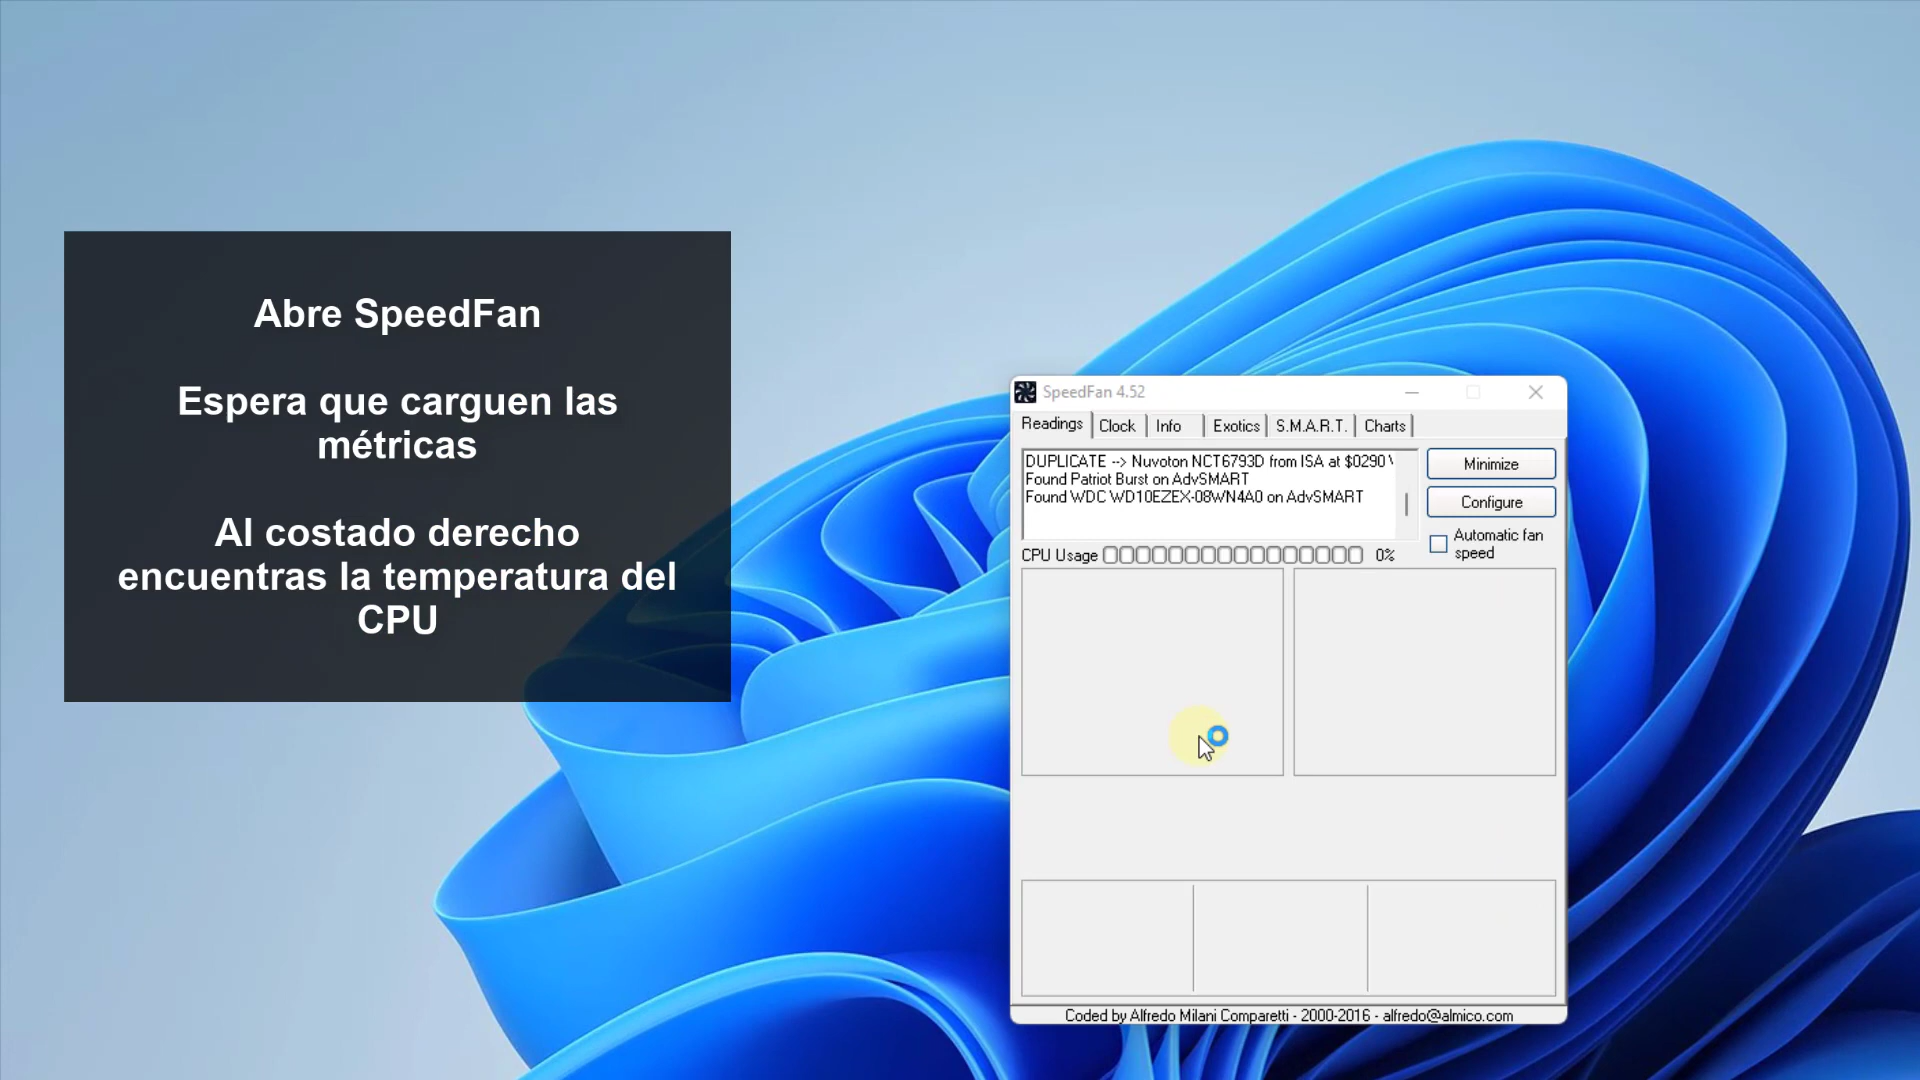 Abre SpeedFan
Espera que carguen las
métricas
Al costado derecho
encuentras la temperatura del
CPU
SpeedFan 4.52
Readings Clock Info Exotics S.M.A.R.T. Charts
DUPLICATE --> Nuvoton NCT6793D from ISA at $0290
Found Patriot Burst on AdvSMART
Found WDC WD10EZEX-08WN4A0 on AdvSMART
Minimize
Configure
Automatic fan
speed
CPU Usage 0%
Coded by Alfredo Milani Comparetti - 2000-2016 - alfredo@almico.com